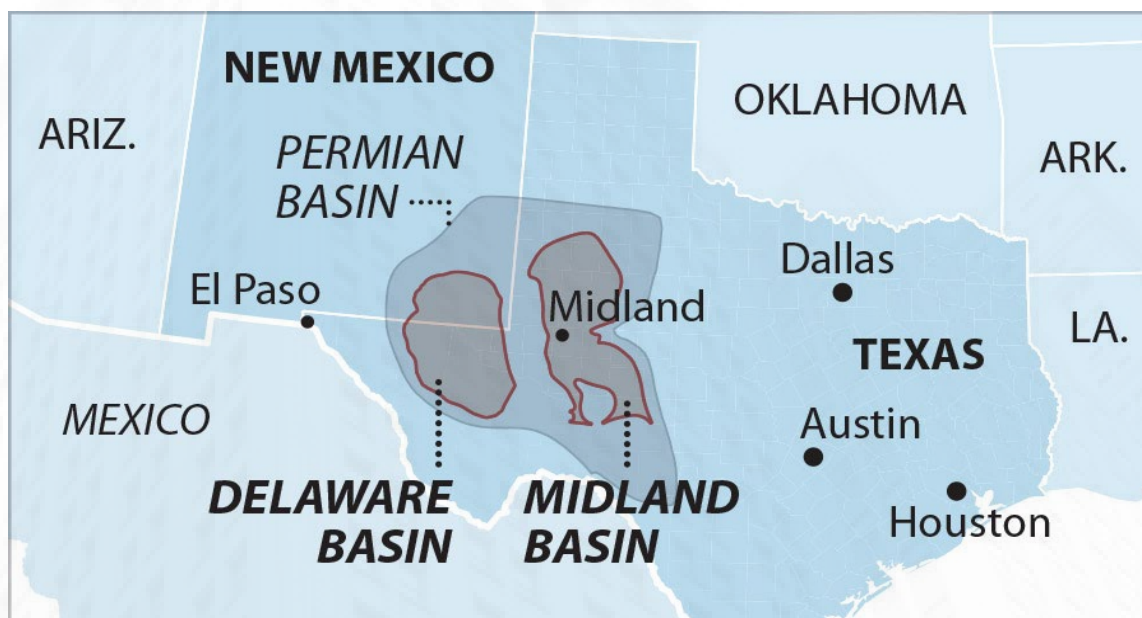 NEW MEXICO
OKLAHOMA
ARIZ.
PERMIAN
BASIN
ARK.
Dallas
El Paso
Midland
LA.
TEXAS
MEXICO
Austin
DELAWARE
BASIN
MIDLAND
BASIN
Houston